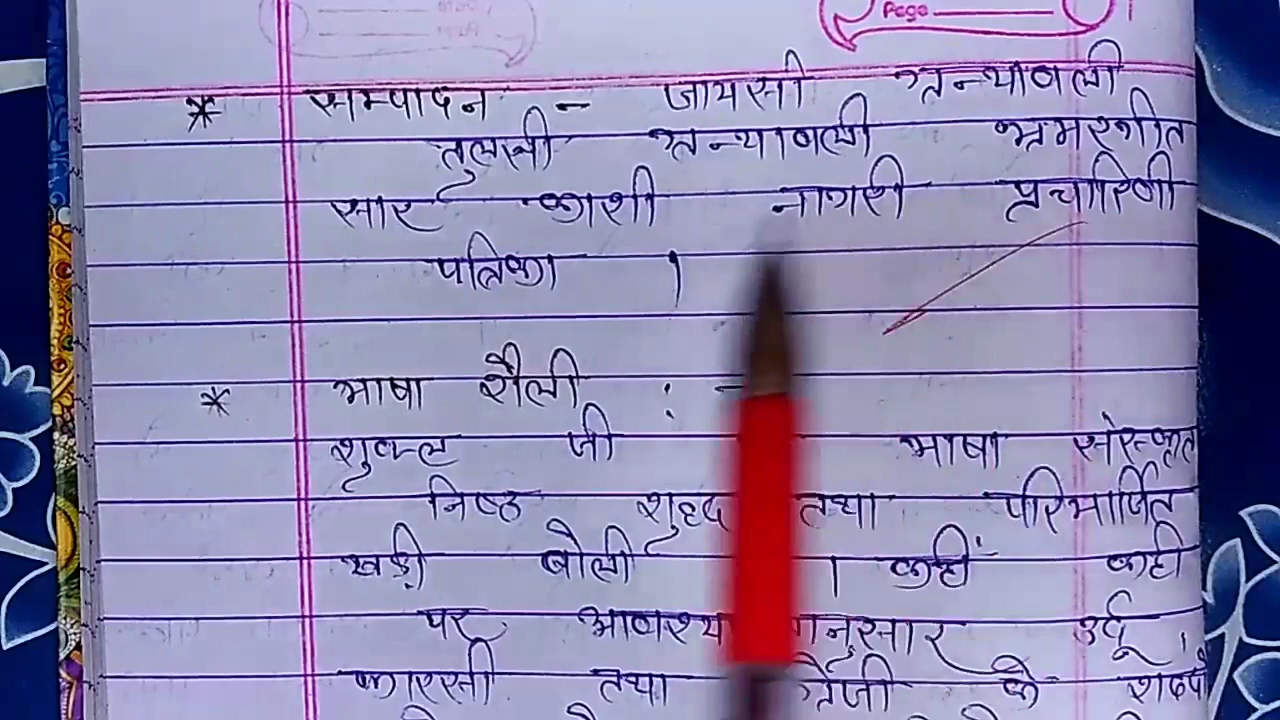 Page
* सम्पादन - जायसी ग्रन्थावली
तुलसी ग्रन्थावली भ्रमरगीत
सार काशी नागरी प्रचारिणी
पत्रिका ।
* भाषा शैली : -
शुक्ल जी भाषा संस्कृत
निष्ठ शुद्ध तथा परिमार्जित
खड़ी बोली । कहीं कही
पर उर्दू ,
फारसी तथा के शब्दों